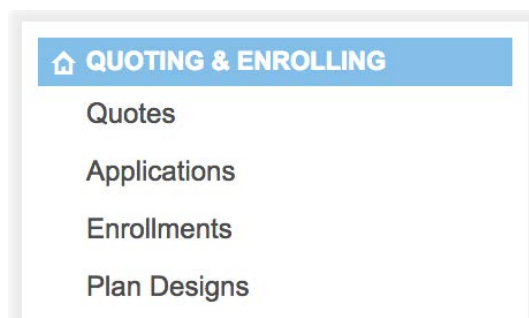 QUOTING & ENROLLING
Quotes
Applications
Enrollments
Plan Designs